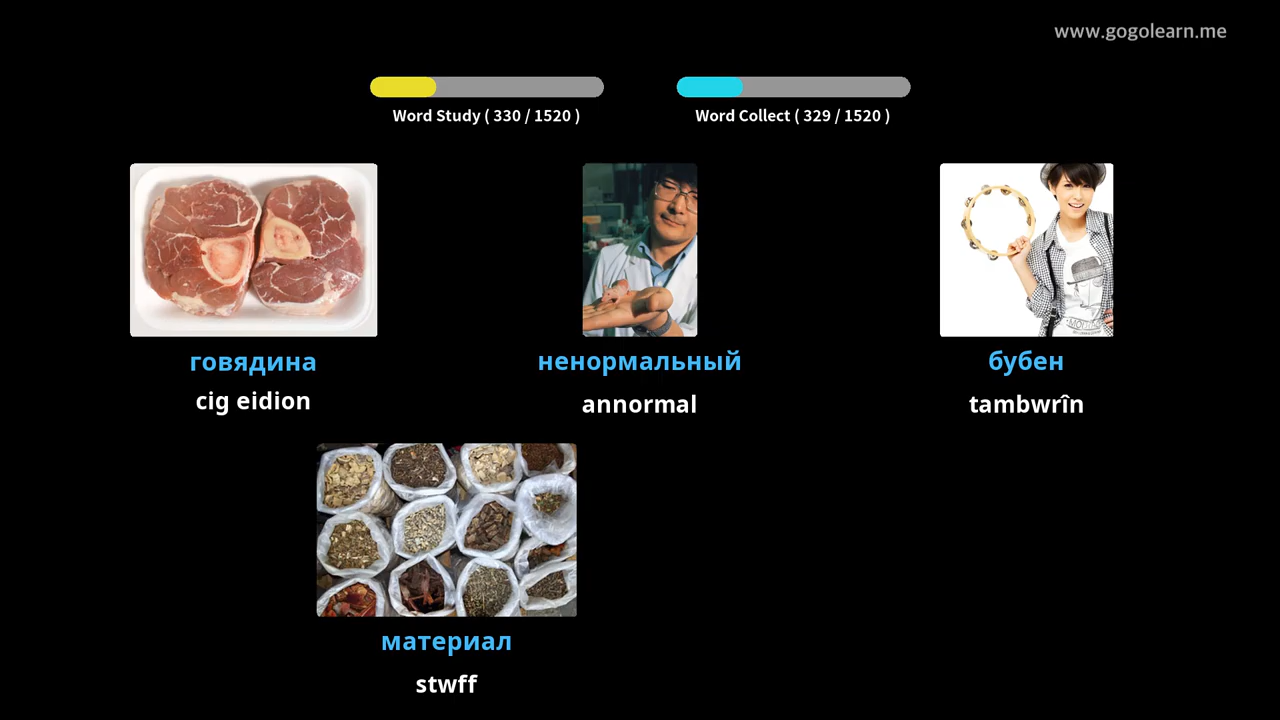 www.gogolearn.me
Word Study ( 330 / 1520 )
Word Collect ( 329 / 1520 )
говядина
cig eidion
ненормальный
annormal
бубен
tambwrîn
материал
stwff